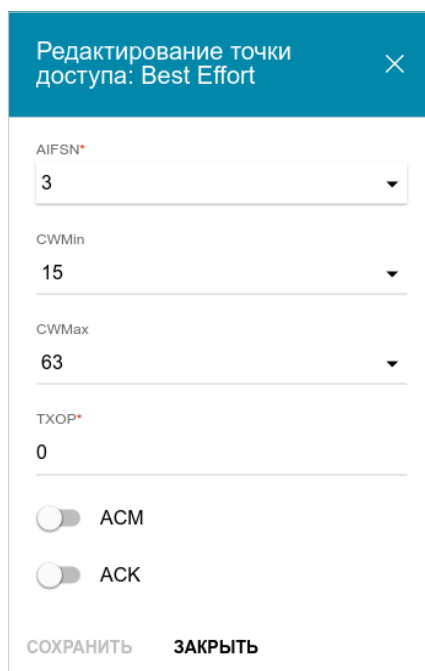 Редактирование точки
доступа: Best Effort
AIFSN*
3
CWMin
15
CWMax
63
TXOP*
0
ACM
ACK
СОХРАНИТЬ ЗАКРЫТЬ